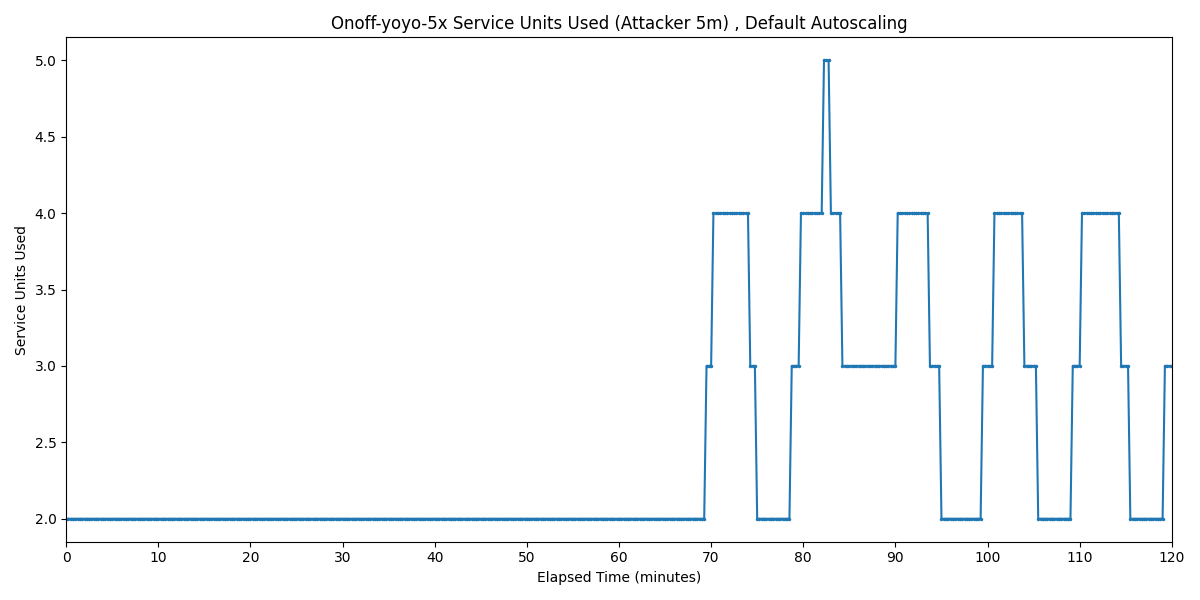 Onoff-yoyo-5x Service Units Used (Attacker 5m) , Default Autoscaling
5.0
4.5
4.0
3.5
3.0
2.5
2.0
Service Units Used
0 10 20 30 40 50 60 70 80 90 100 110 120
Elapsed Time (minutes)